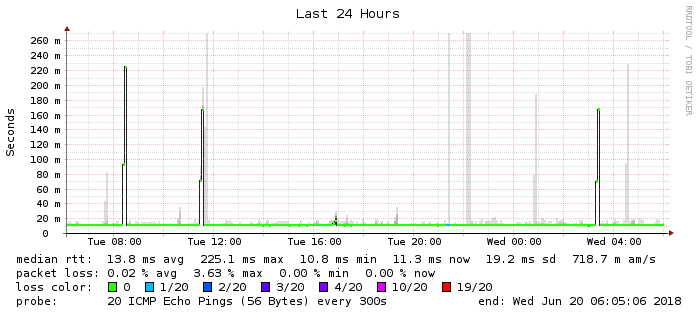 Last 24 Hours
RRDTOOL / TOBI OETIKER
Seconds
260 m
240 m
220 m
200 m
180 m
160 m
140 m
120 m
100 m
80 m
60 m
40 m
20 m
0
Tue 08:00 Tue 12:00 Tue 16:00 Tue 20:00 Wed 00:00 Wed 04:00
median rtt: 13.8 ms avg 225.1 ms max 10.8 ms min 11.3 ms now 19.2 ms sd 718.7 m am/s
packet loss: 0.02 % avg 3.63 % max 0.00 % min 0.00 % now
loss color: 0 1/20 2/20 3/20 4/20 10/20 19/20
probe: 20 ICMP Echo Pings (56 Bytes) every 300s end: Wed Jun 20 06:05:06 2018